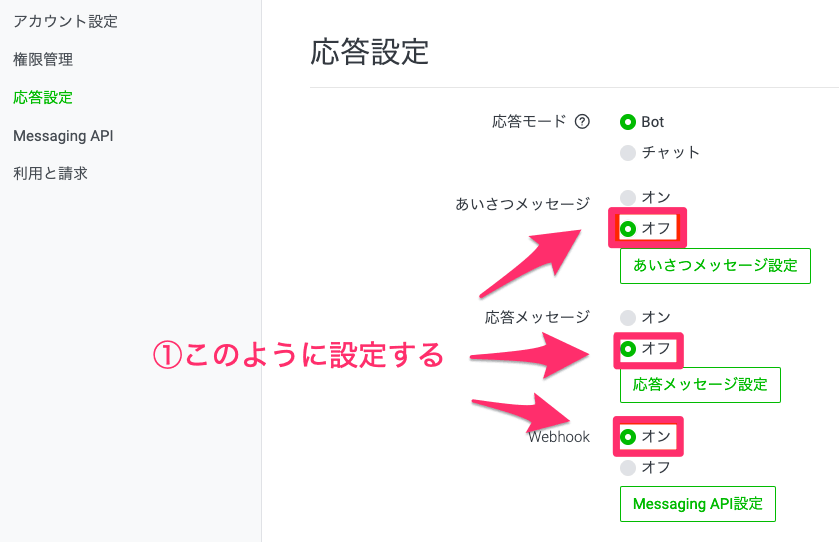 アカウント設定
権限管理
応答設定
Messaging API
利用と請求
応答設定
応答モード ?
Bot
チャット
あいさつメッセージ
オン
オフ
あいさつメッセージ設定
応答メッセージ
オン
①このように設定する
オフ
応答メッセージ設定
Webhook
オン
オフ
Messaging API設定